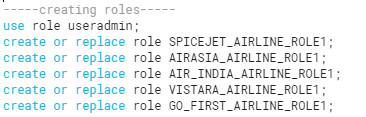 -----creating roles-----
use role useradmin;
create or replace role SPICEJET_AIRLINE_ROLE1;
create or replace role AIRASIA_AIRLINE_ROLE1;
create or replace role AIR_INDIA_AIRLINE_ROLE1;
create or replace role VISTARA_AIRLINE_ROLE1;
create or replace role GO_FIRST_AIRLINE_ROLE1;